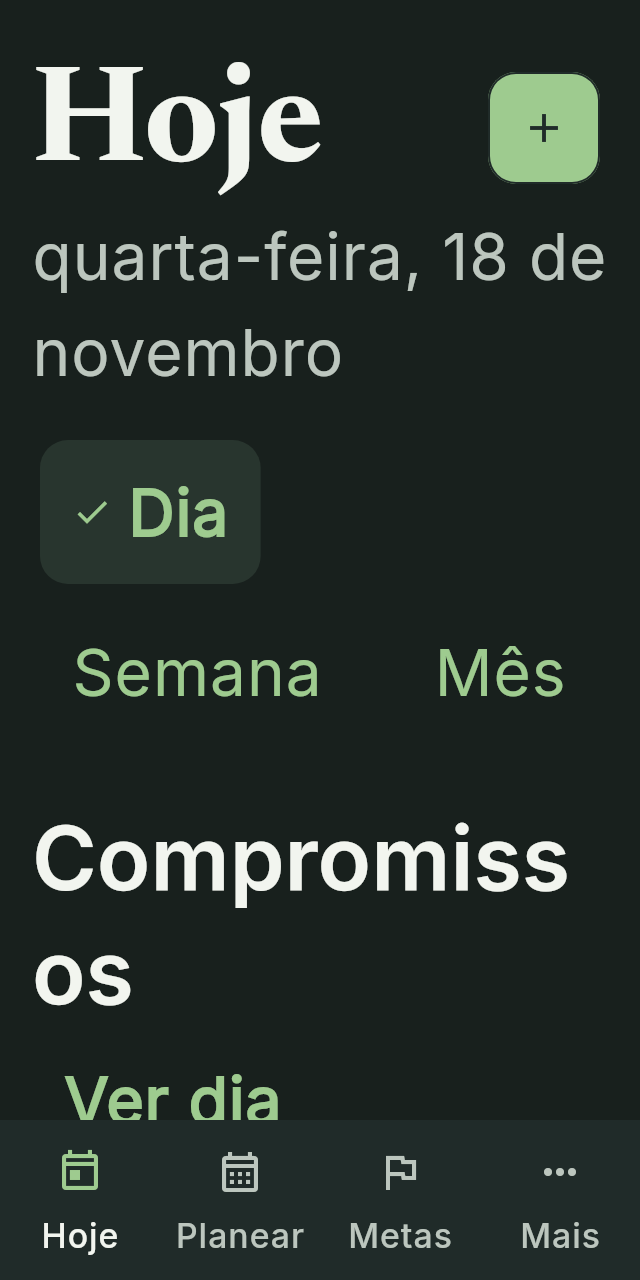 Hoje
quarta-feira, 18 de
novembro
Dia
Semana Mês
Compromiss
os
Ver dia
Hoje Planear Metas Mais